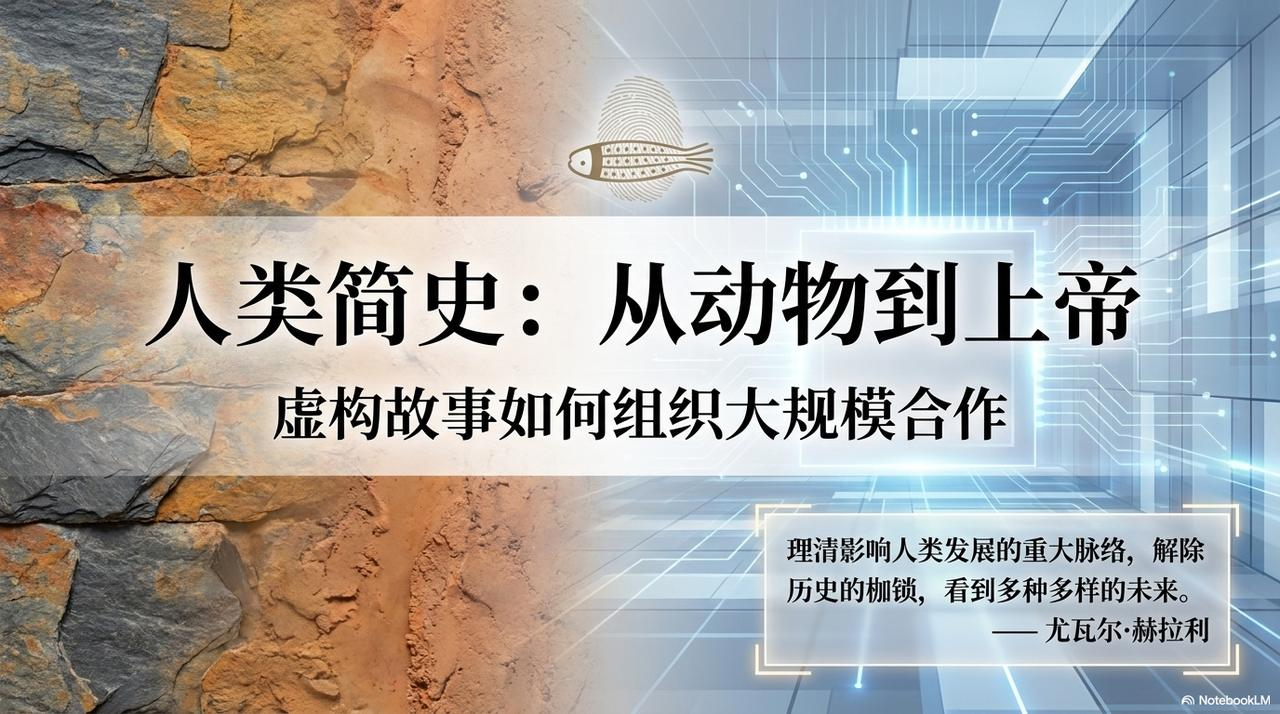 人类简史：从动物到上帝
虚构故事如何组织大规模合作
理清影响人类发展的重大脉络，解除
历史的枷锁，看到多种多样的未来。
—— 尤瓦尔·赫拉利
NotebookLM